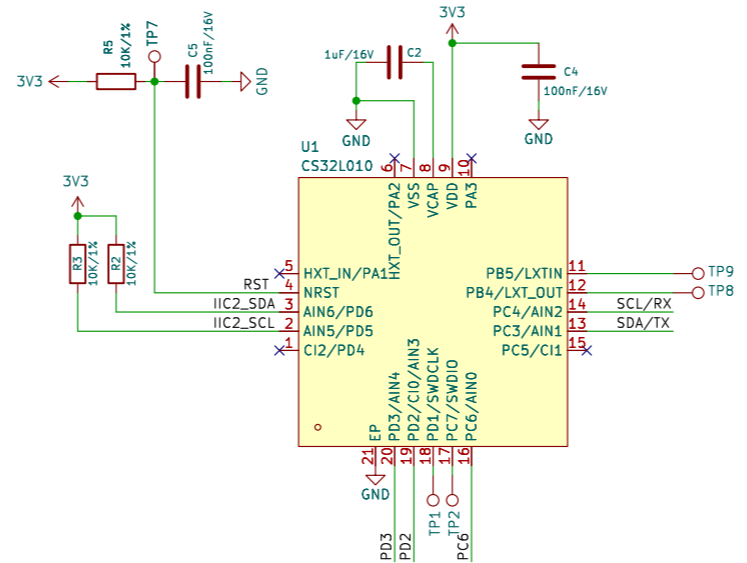 R5
10K/1%
TP7
C5
100nF/16V
3V3
GND
3V3
1uF/16V
C2
C4
100nF/16V
GND
GND
U1
CS32L010
6
7
8
9
10
HXT_OUT/PA2
VSS
VCAP
VDD
PA3
3V3
R3
10K/1%
R2
10K/1%
5
HXT_IN/PA1
RST
4
NRST
IIC2_SDA
3
AIN6/PD6
IIC2_SCL
2
AIN5/PD5
1
CI2/PD4
PB5/LXTIN
11
TP9
PB4/LXT_OUT
12
TP8
PC4/AIN2
14
SCL/RX
PC3/AIN1
13
SDA/TX
PC5/CI1
15
EP
PD3/AIN4
PD2/CI0/AIN3
PD1/SWDCLK
PC7/SWDIO
PC6/AIN0
21
20
19
18
17
16
GND
TP1
TP2
PD3
PD2
PC6